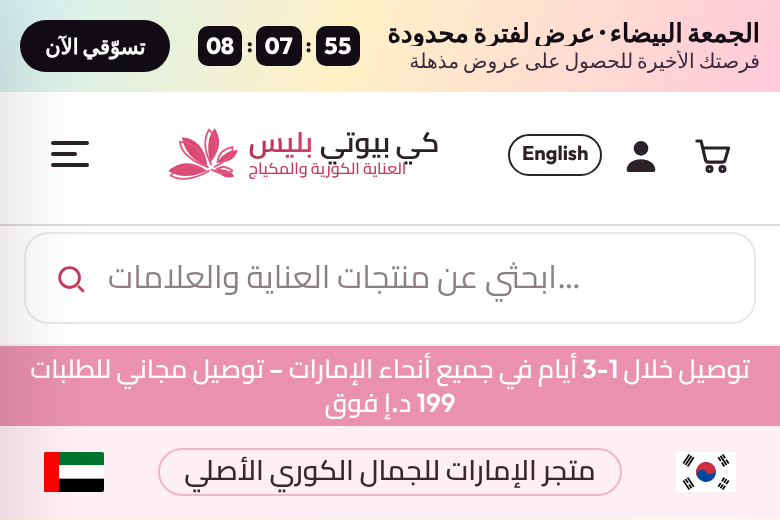 الجمعة البيضاء • عرض لفترة محدودة
فرصتك الأخيرة للحصول على عروض مذهلة
08 : 07 : 55
تسوّقي الآن
English
كي بيوتي بليس
العناية الكورية والمكياج
ابحثي عن منتجات العناية والعلامات...
توصيل خلال 1-3 أيام في جميع أنحاء الإمارات – توصيل مجاني للطلبات
199 د.إ فوق
متجر الإمارات للجمال الكوري الأصلي